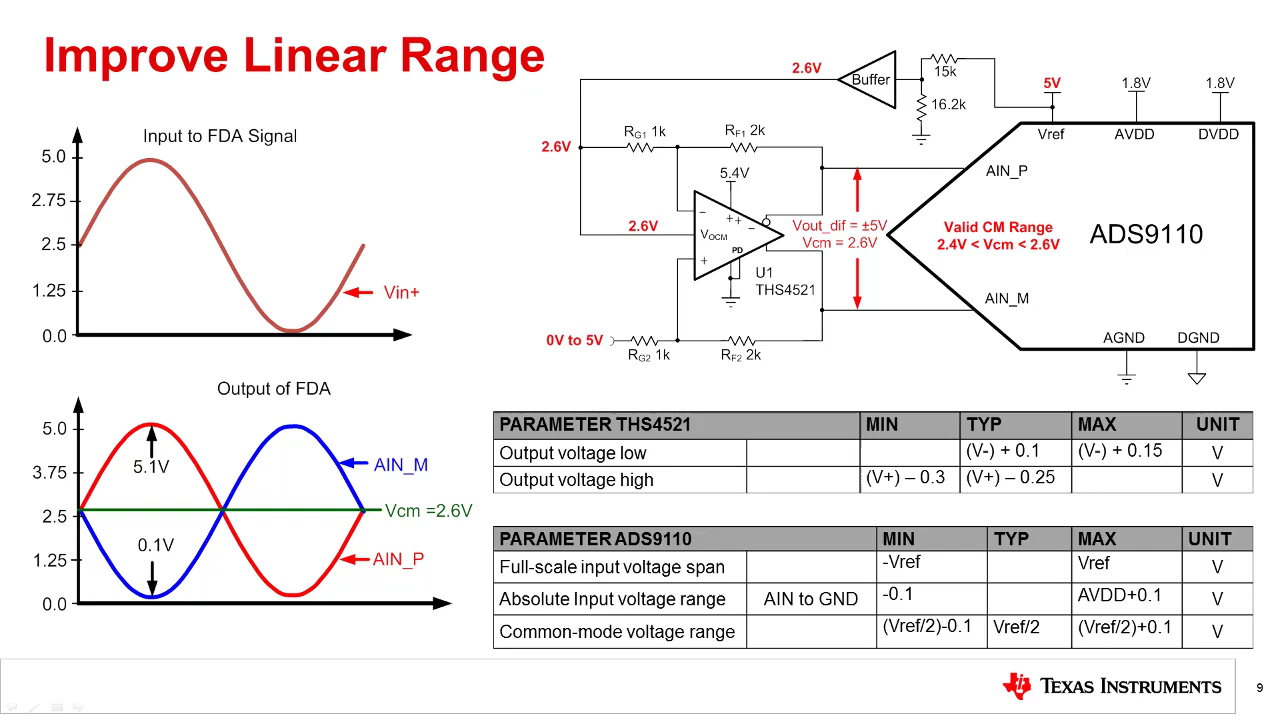 Improve Linear Range
Input to FDA Signal
5.0
2.75
2.5
1.25
0.0
Vin+
Output of FDA
5.0
3.75
2.5
1.25
0.0
5.1V
0.1V
AIN_M
Vcm =2.6V
AIN_P
2.6V
Buffer
15k
16.2k
5V
1.8V
1.8V
Vref
AVDD
DVDD
2.6V
RG1 1k
RF1 2k
5.4V
AIN_P
2.6V
–
+
+
–
VOCM
PD
+
U1
THS4521
Vout_dif = ±5V
Vcm = 2.6V
Valid CM Range
2.4V < Vcm < 2.6V
ADS9110
AIN_M
0V to 5V
RG2 1k
RF2 2k
AGND
DGND
PARAMETER THS4521 MIN TYP MAX UNIT
Output voltage low (V-) + 0.1 (V-) + 0.15 V
Output voltage high (V+) – 0.3 (V+) – 0.25 V
PARAMETER ADS9110 MIN TYP MAX UNIT
Full-scale input voltage span -Vref Vref V
Absolute Input voltage range AIN to GND -0.1 AVDD+0.1 V
Common-mode voltage range (Vref/2)-0.1 Vref/2 (Vref/2)+0.1 V
TEXAS INSTRUMENTS
9